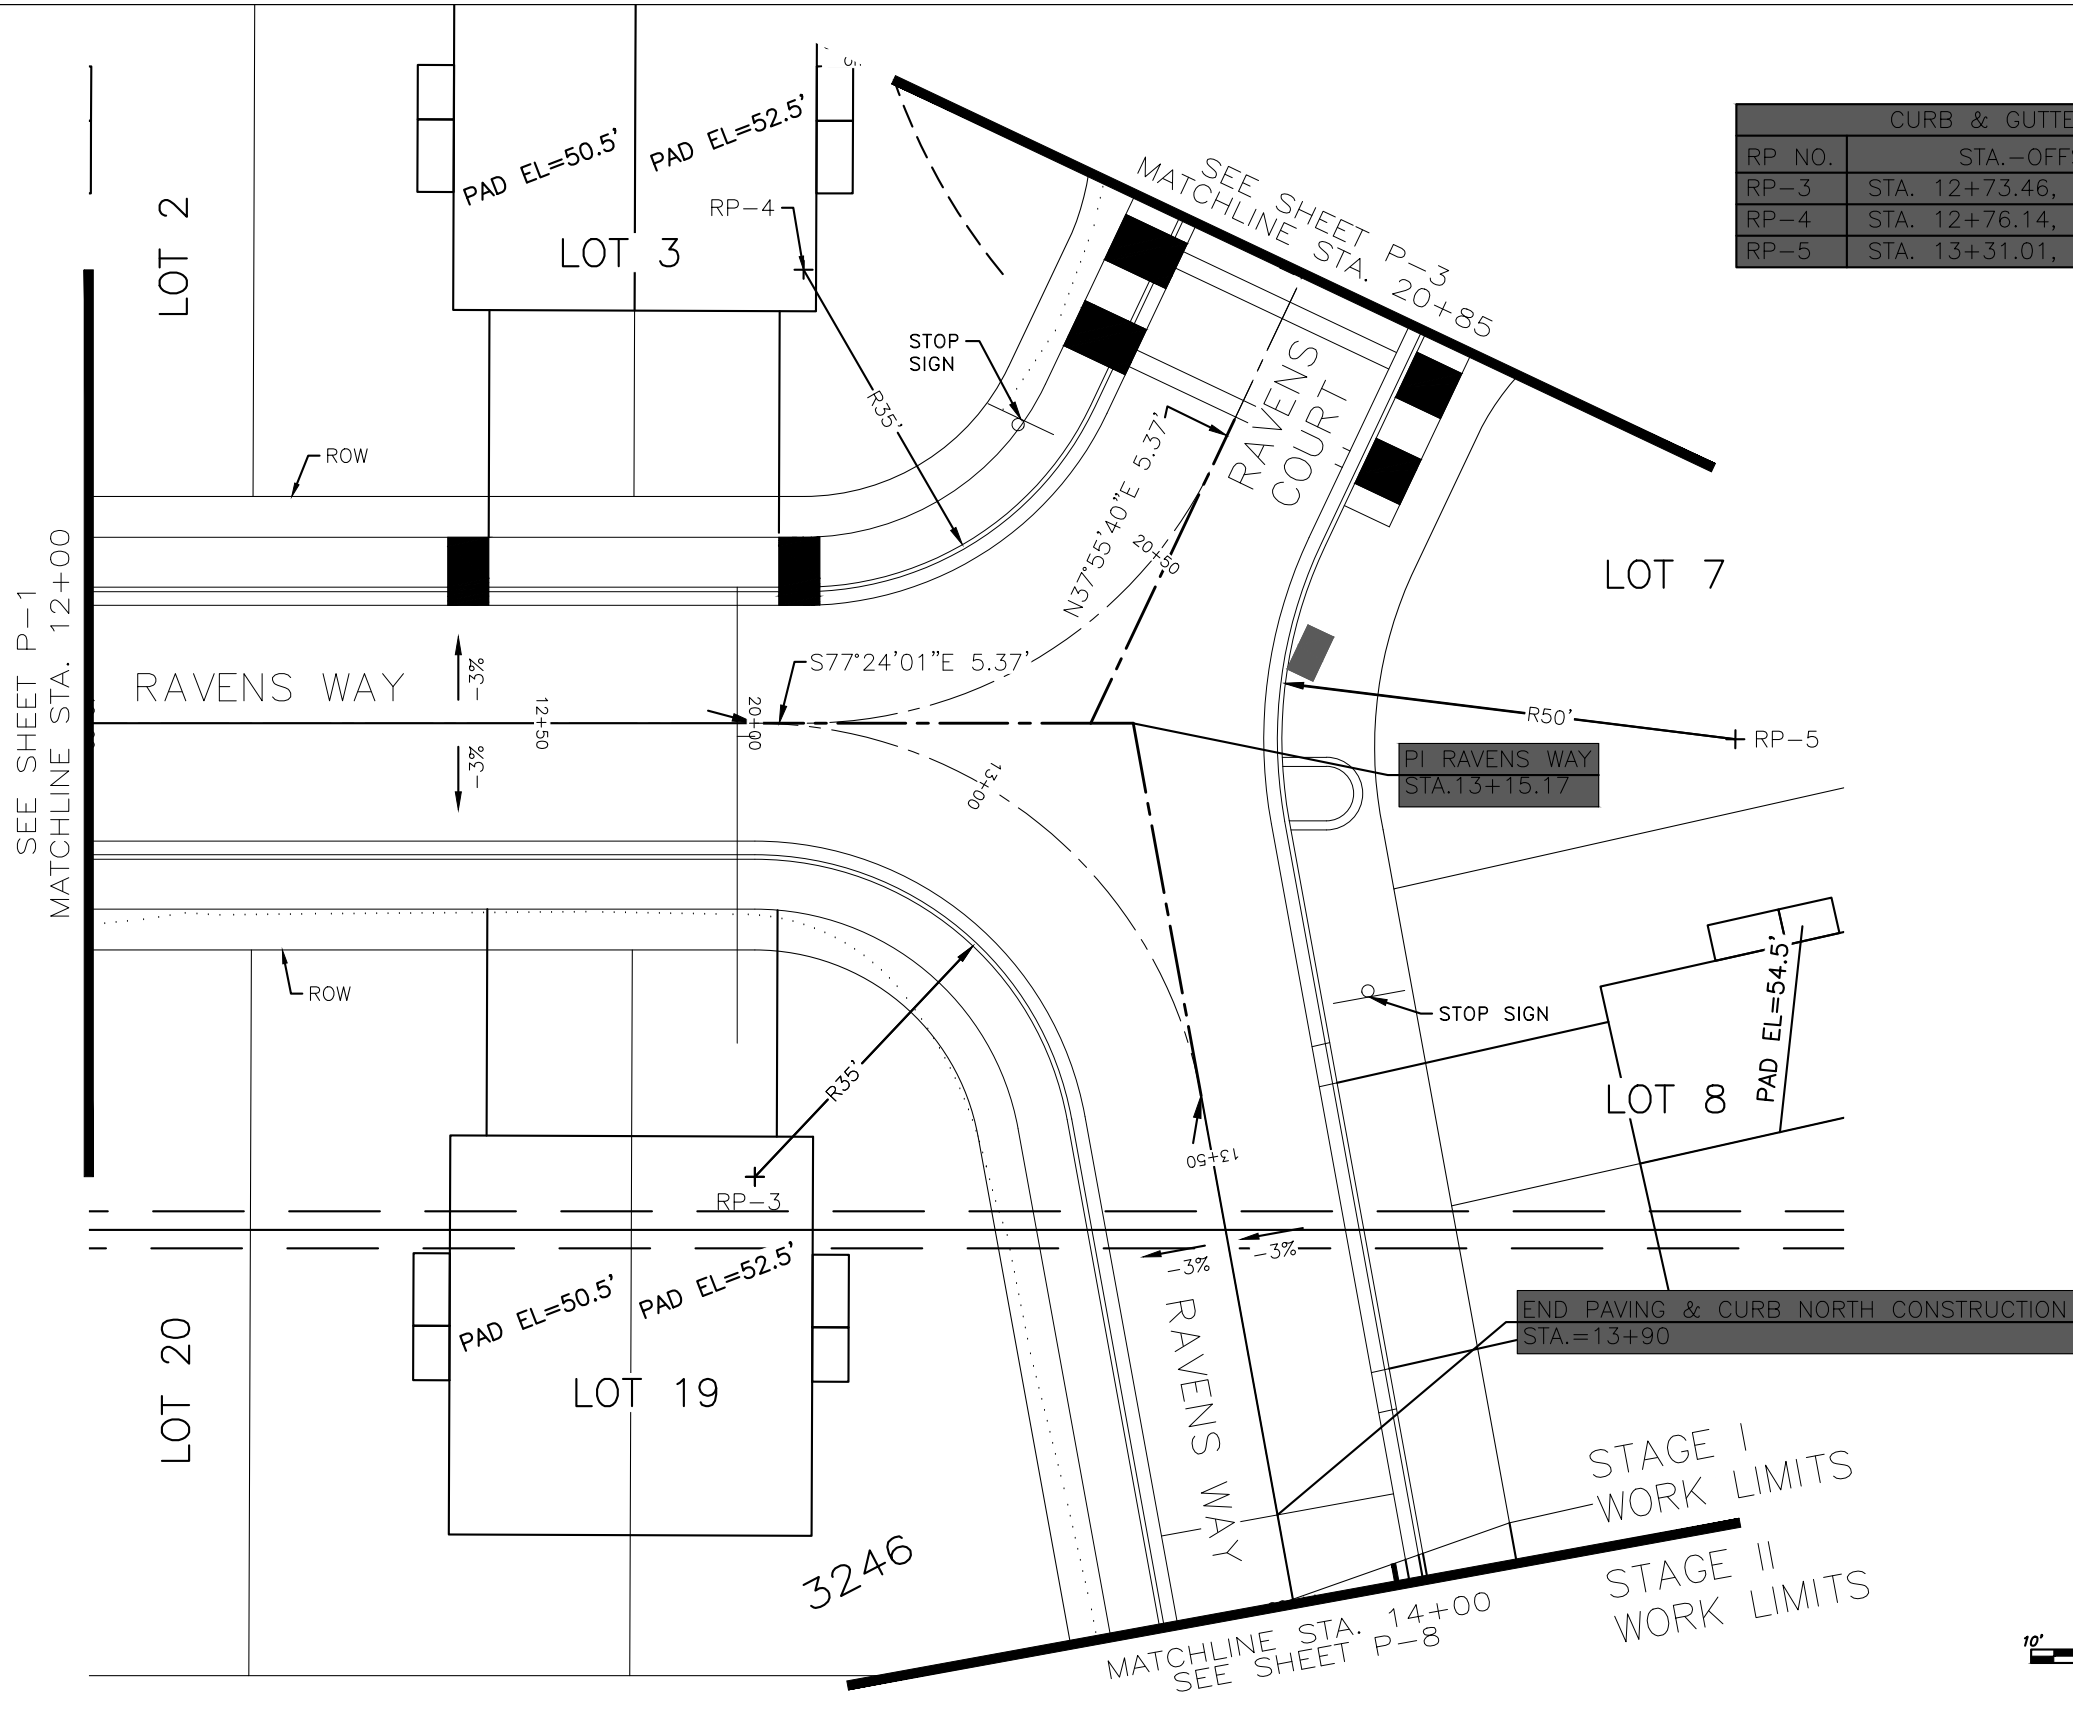 CURB & GUTTE
RP NO.
STA.-OFF
RP-3
STA. 12+73.46,
RP-4
STA. 12+76.14,
RP-5
STA. 13+31.01,
PAD EL=50.5'
PAD EL=52.5'
RP-4
LOT 2
LOT 3
SEE SHEET P-3
MATCHLINE STA. 20+85
STOP
SIGN
R35'
RAVENS
COURT
N37°55'40"E 5.37'
20+50
ROW
LOT 7
SEE SHEET P-1
MATCHLINE STA. 12+00
RAVENS WAY
-3%
-3%
12+50
20+00
S77°24'01"E 5.37'
13+00
R50'
RP-5
PI RAVENS WAY
STA.13+15.17
ROW
STOP SIGN
PAD EL=54.5'
LOT 8
R35'
RP-3
13+50
-3%
-3%
PAD EL=50.5'
PAD EL=52.5'
LOT 20
LOT 19
RAVENS WAY
END PAVING & CURB NORTH CONSTRUCTION
STA.=13+90
STAGE I
WORK LIMITS
STAGE II
WORK LIMITS
3246
MATCHLINE STA. 14+00
SEE SHEET P-8
10'